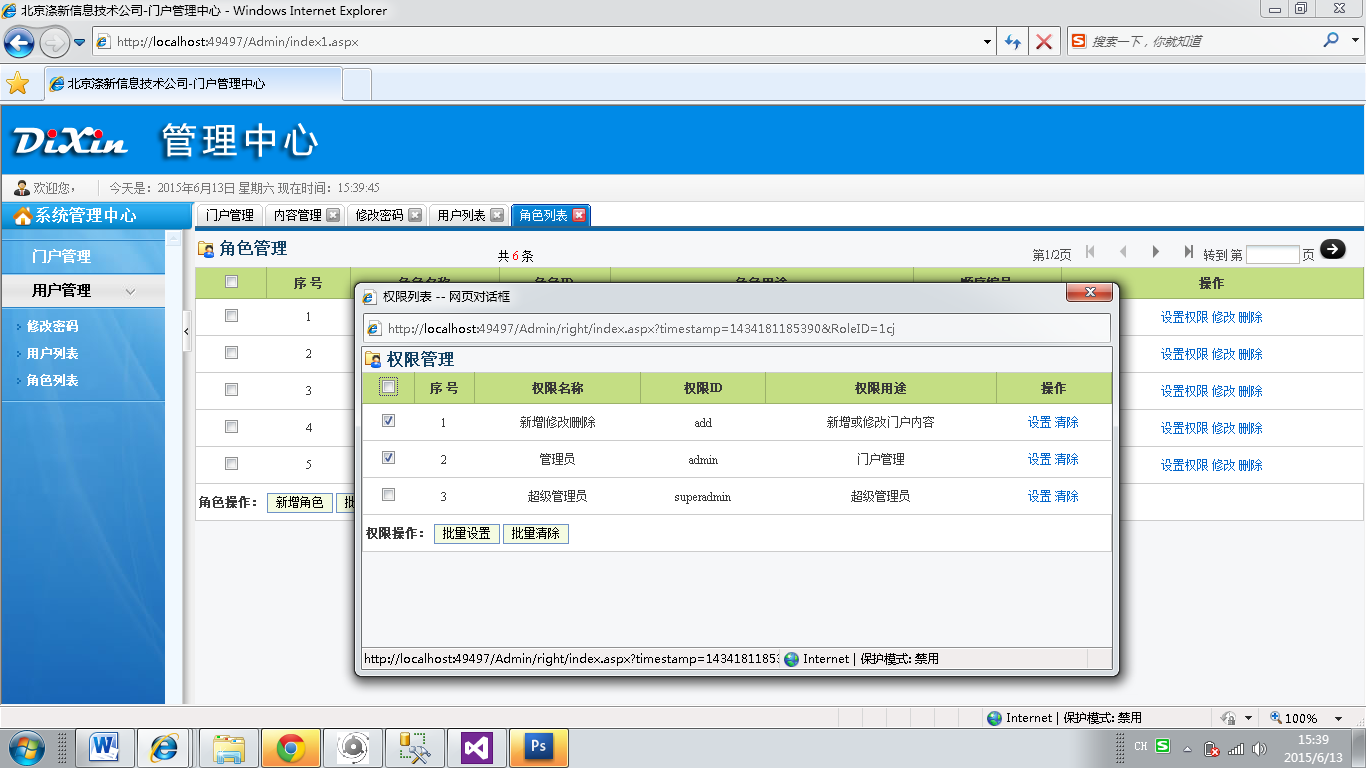 北京涤新信息技术公司-门户管理中心 - Windows Internet Explorer
http://localhost:49497/Admin/index1.aspx
搜索一下，你就知道
北京涤新信息技术公司-门户管理中心
DiXin 管理中心
欢迎您， 今天是：2015年6月13日 星期六 现在时间：15:39:45
系统管理中心
门户管理 内容管理 修改密码 用户列表 角色列表
门户管理
用户管理
修改密码
用户列表
角色列表
角色管理 共 6 条 第1/2页 转到 第 页
序 号 操作
1 设置权限 修改 删除
2 设置权限 修改 删除
3 设置权限 修改 删除
4 设置权限 修改 删除
5 设置权限 修改 删除
角色操作： 新增角色
权限列表 -- 网页对话框
http://localhost:49497/Admin/right/index.aspx?timestamp=1434181185390&RoleID=1cj
权限管理
序 号 权限名称 权限ID 权限用途 操作
1 新增修改删除 add 新增或修改门户内容 设置 清除
2 管理员 admin 门户管理 设置 清除
3 超级管理员 superadmin 超级管理员 设置 清除
权限操作： 批量设置 批量清除
http://localhost:49497/Admin/right/index.aspx?timestamp=14341811853 Internet | 保护模式: 禁用
Internet | 保护模式: 禁用 100%
W Ps CH S 15:39
2015/6/13